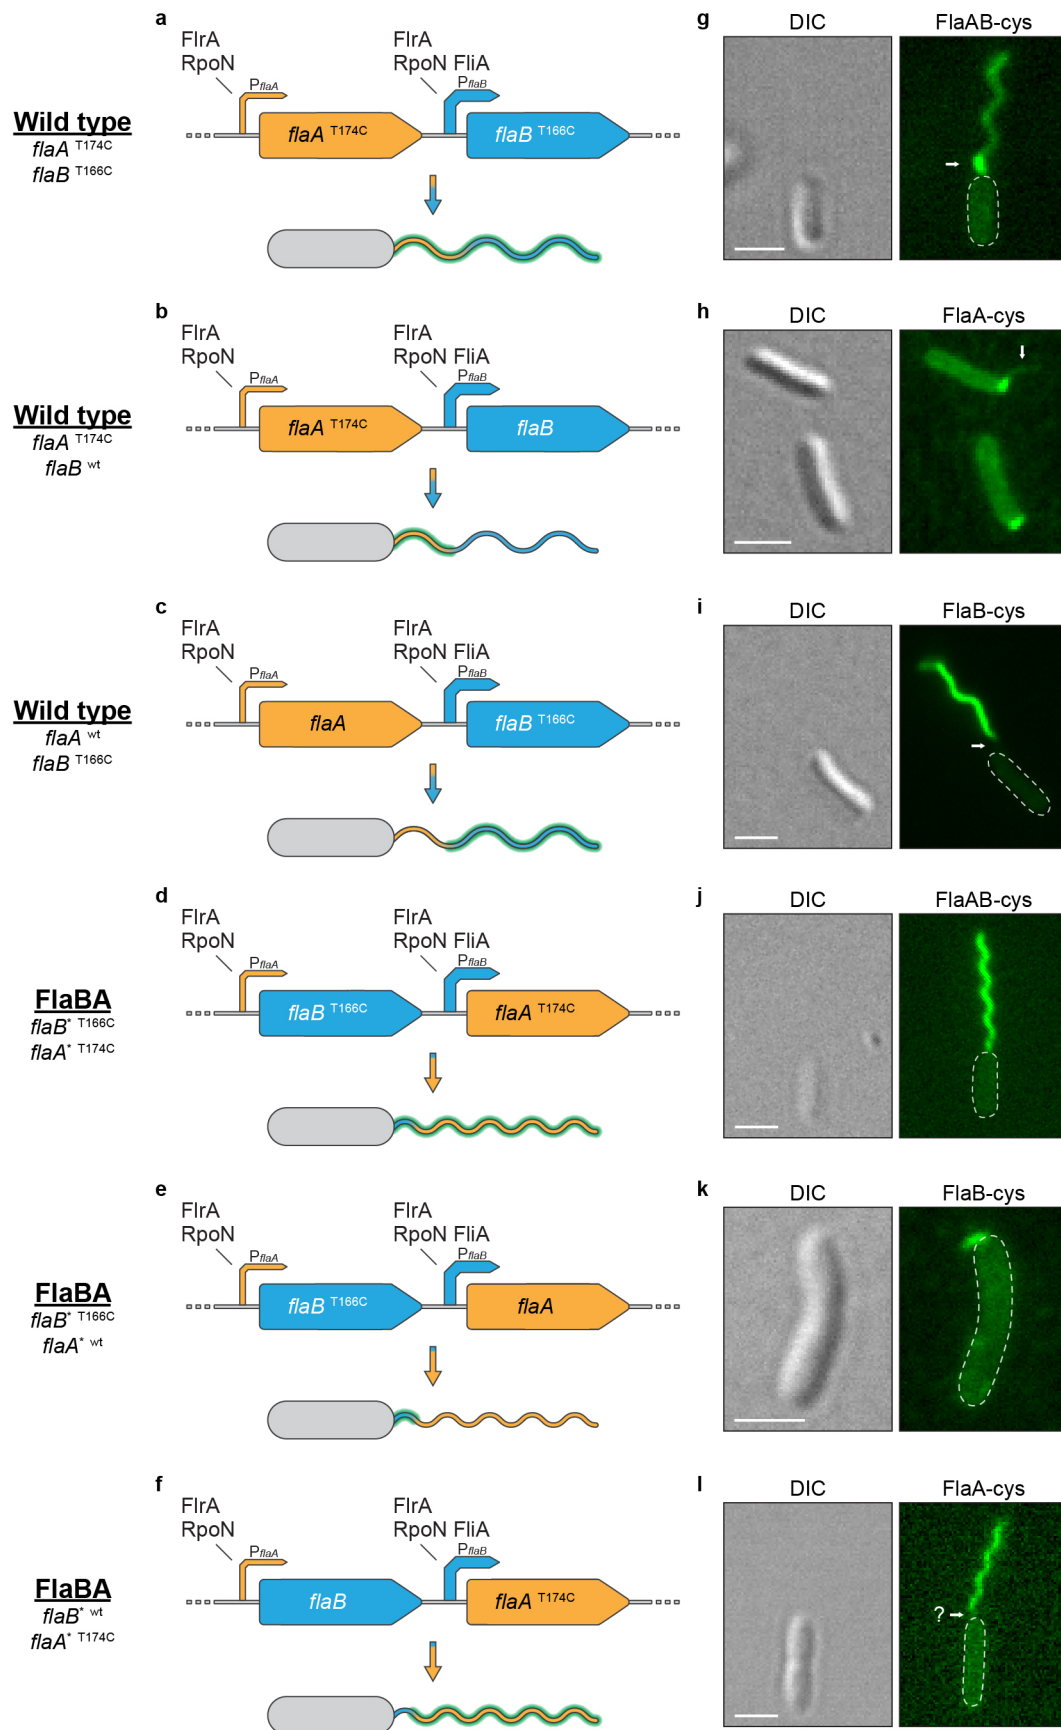 a
FlrA
RpoN
PflaA
FlrA
RpoN FliA
PflaB
Wild type
flaA T174C
flaB T166C
flaA T174C
flaB T166C
g
DIC
FlaAB-cys
b
FlrA
RpoN
PflaA
FlrA
RpoN FliA
PflaB
Wild type
flaA T174C
flaB wt
flaA T174C
flaB
h
DIC
FlaA-cys
c
FlrA
RpoN
PflaA
FlrA
RpoN FliA
PflaB
Wild type
flaA wt
flaB T166C
flaA
flaB T166C
i
DIC
FlaB-cys
d
FlrA
RpoN
PflaA
FlrA
RpoN FliA
PflaB
FlaBA
flaB* T166C
flaA* T174C
flaB T166C
flaA T174C
j
DIC
FlaAB-cys
e
FlrA
RpoN
PflaA
FlrA
RpoN FliA
PflaB
FlaBA
flaB* T166C
flaA* wt
flaB T166C
flaA
k
DIC
FlaB-cys
f
FlrA
RpoN
PflaA
FlrA
RpoN FliA
PflaB
FlaBA
flaB* wt
flaA* T174C
flaB
flaA T174C
l
DIC
FlaA-cys
?